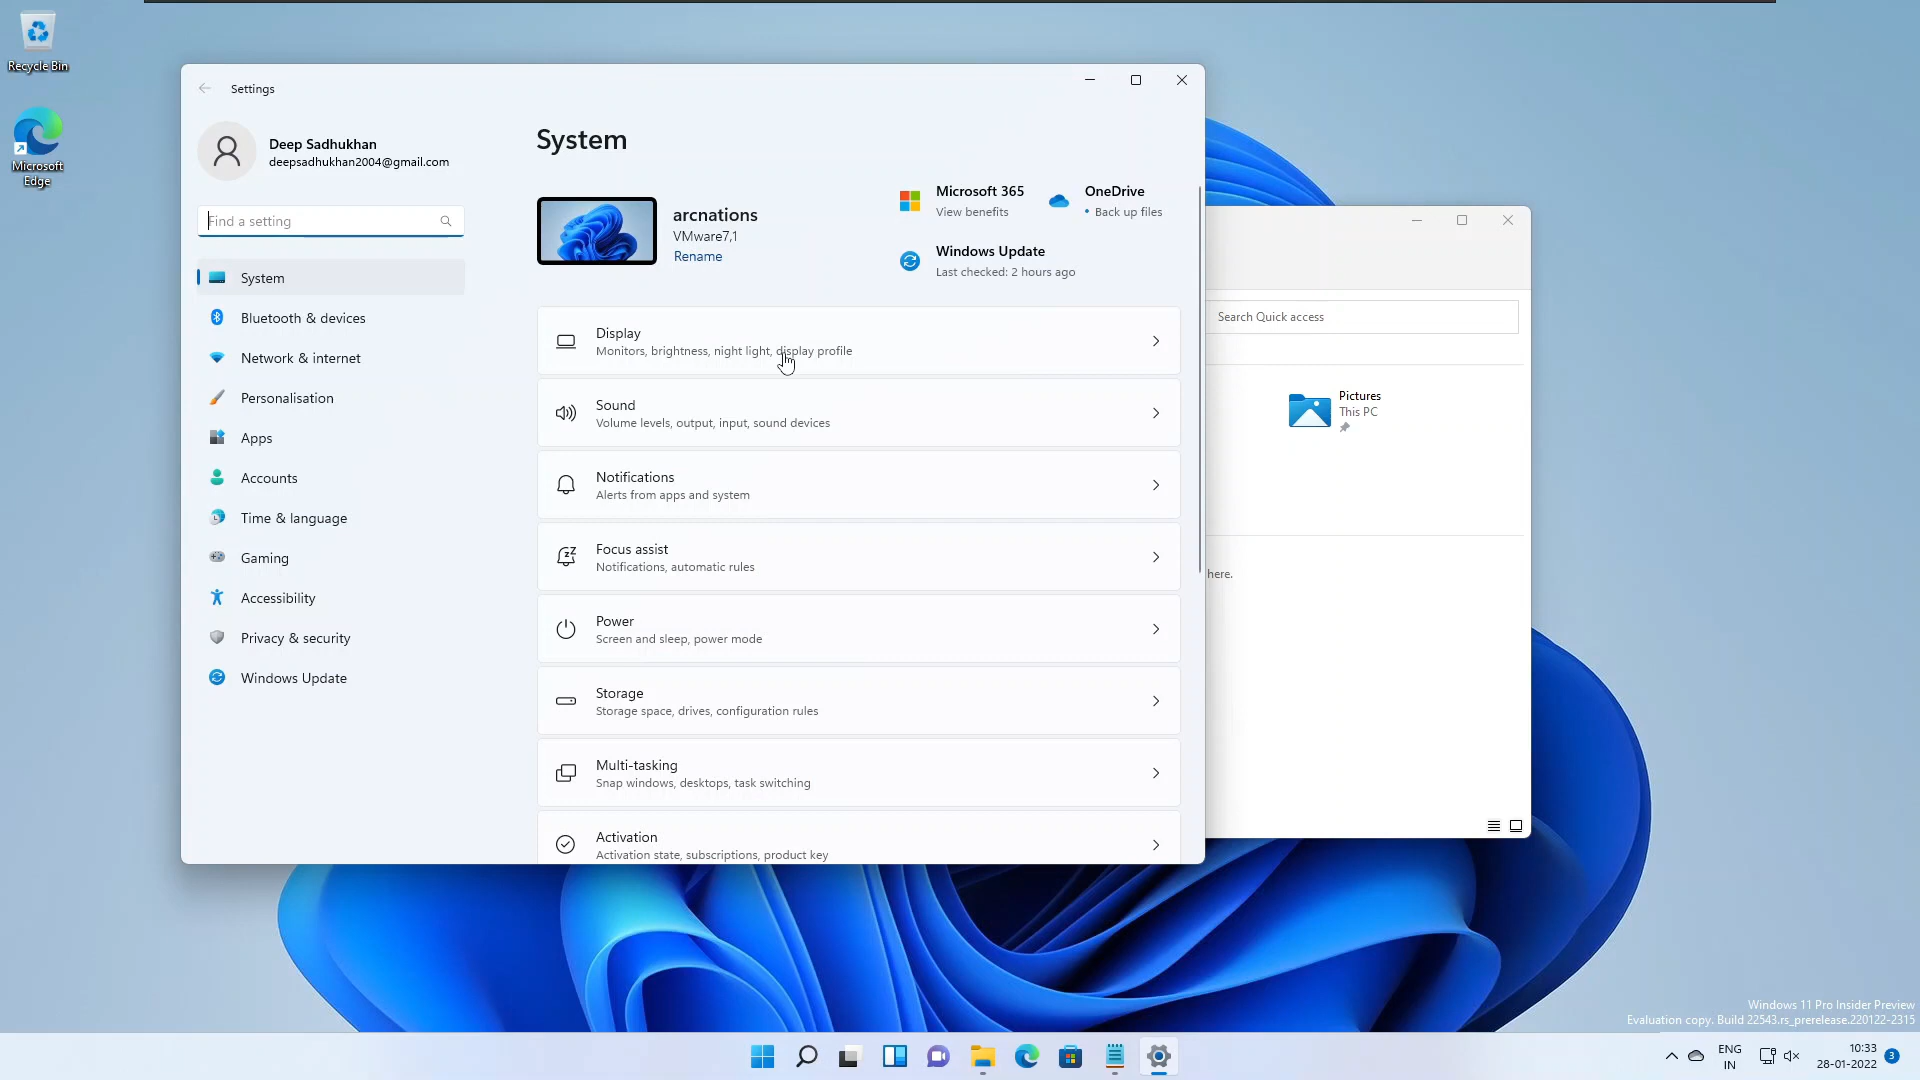 Recycle Bin
Microsoft
Edge
Settings
Deep Sadhukhan
deepsadhukhan2004@gmail.com
Find a setting
System
Bluetooth & devices
Network & internet
Personalisation
Apps
Accounts
Time & language
Gaming
Accessibility
Privacy & security
Windows Update
System
arcnations
VMware7,1
Rename
Microsoft 365
View benefits
OneDrive
• Back up files
Windows Update
Last checked: 2 hours ago
Display
Monitors, brightness, night light, display profile
Sound
Volume levels, output, input, sound devices
Notifications
Alerts from apps and system
Focus assist
Notifications, automatic rules
Power
Screen and sleep, power mode
Storage
Storage space, drives, configuration rules
Multi-tasking
Snap windows, desktops, task switching
Activation
Activation state, subscriptions, product key
Search Quick access
Pictures
This PC
here.
Windows 11 Pro Insider Preview
Evaluation copy. Build 22543.rs_prerelease.220122-2315
ENG
IN
10:33
28-01-2022
3